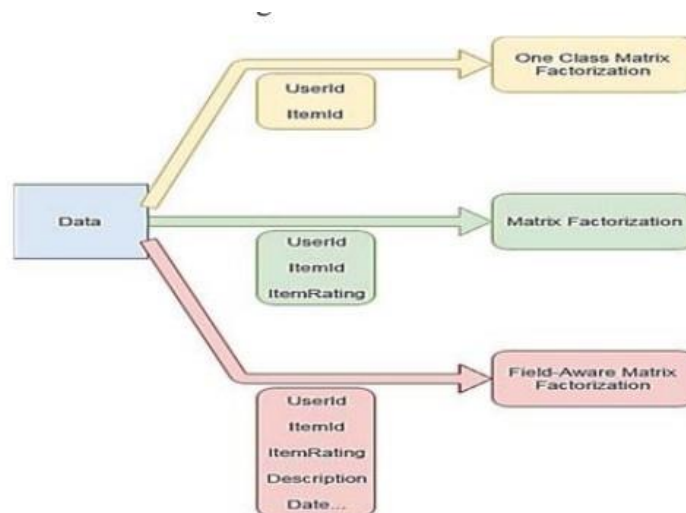 One Class Matrix
Factorization
UserId
ItemId
Data
Matrix Factorization
UserId
ItemId
ItemRating
Field-Aware Matrix
Factorization
UserId
ItemId
ItemRating
Description
Date...